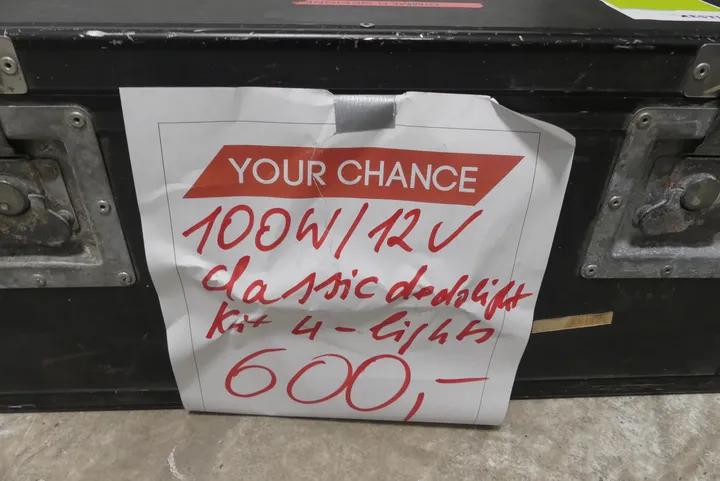 YOUR CHANCE
100W/12V
classic dedolight
Kit 4-lights
600,-